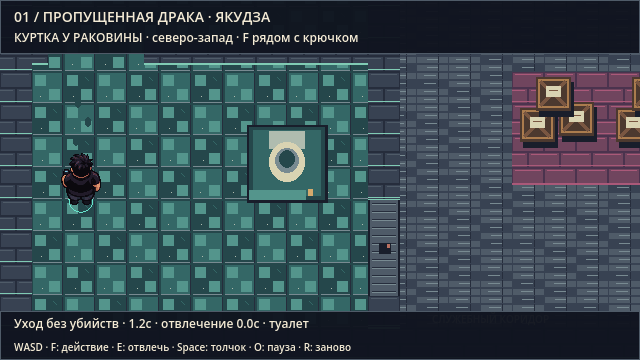 01 / ПРОПУЩЕННАЯ ДРАКА · ЯКУДЗА
КУРТКА У РАКОВИНЫ · северо-запад · F рядом с крючком
Уход без убийств · 1.2с · отвлечение 0.0с · туалет
WASD · F: действие · E: отвлечь · Space: толчок · O: пауза · R: заново